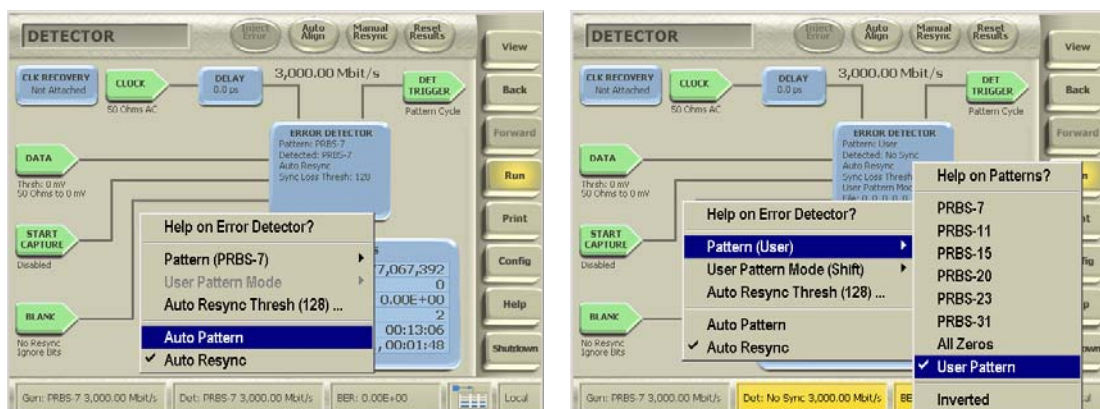 DETECTOR
Inject Error
Auto Align
Manual Resync
Reset Results
View
CLK RECOVERY
Not Attached
CLOCK
50 Ohms AC
DELAY
0.0 ps
3,000.00 Mbit/s
DET TRIGGER
Pattern Cycle
Back
Forward
ERROR DETECTOR
Pattern: PRBS-7
Detected: PRBS-7
Auto Resync
Sync Loss Thresh: 128
DATA
Thrsh: 0 mV
50 Ohms to 0 mV
Run
Print
START CAPTURE
Disabled
Help on Error Detector?
Pattern (PRBS-7)
User Pattern Mode
Auto Resync Thresh (128) ...
Auto Pattern
Auto Resync
7,067,392
0
0.00E+00
2
00:13:06
, 00:01:48
Config
Help
Shutdown
BLANK
No Resync
Ignore Bits
Gen: PRBS-7 3,000.00 Mbit/s
Det: PRBS-7 3,000.00 Mbit/s
BER: 0.00E+00
Local
DETECTOR
Inject Error
Auto Align
Manual Resync
Reset Results
View
CLK RECOVERY
Not Attached
CLOCK
50 Ohms AC
DELAY
0.0 ps
3,000.00 Mbit/s
DET TRIGGER
Pattern Cycle
Back
Forward
ERROR DETECTOR
Pattern: User
Detected: No Sync
Auto Resync
Sync Loss Thresh
DATA
Thrsh: 0 mV
50 Ohms to 0 mV
START CAPTURE
Disabled
Help on Error Detector?
Pattern (User)
User Pattern Mode (Shift)
Auto Resync Thresh (128) ...
Auto Pattern
Auto Resync
Help on Patterns?
PRBS-7
PRBS-11
PRBS-15
PRBS-20
PRBS-23
PRBS-31
All Zeros
User Pattern
Inverted
BLANK
No Resync
Ignore Bits
Gen: PRBS-7 3,000.00 Mbit/s
Det: No Sync 3,000.00 Mbit/s